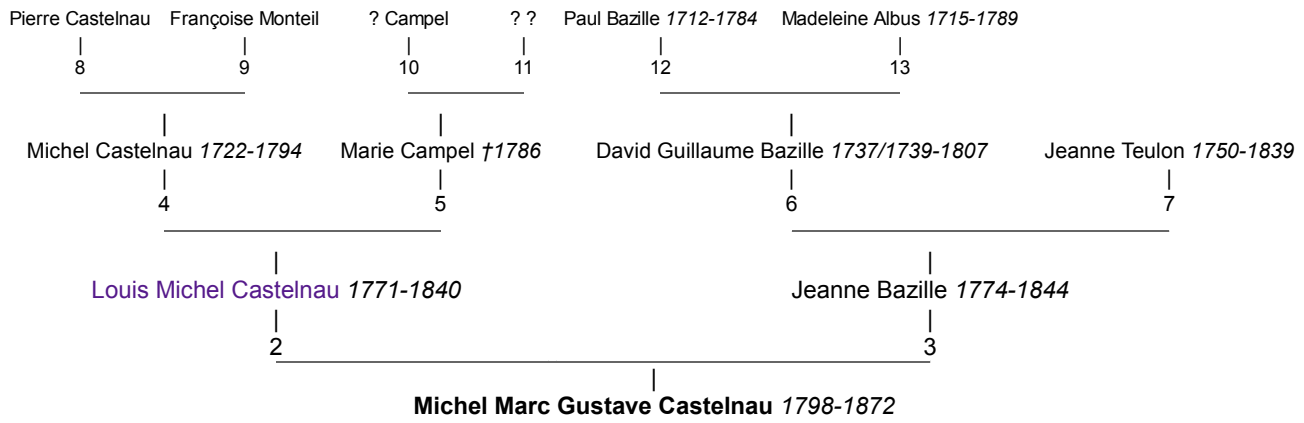 Pierre Castelnau Françoise Monteil ? Campel ? ? Paul Bazille 1712-1784 Madeleine Albus 1715-1789
| | | | | |
8 9 10 11 12 13
| | |
Michel Castelnau 1722-1794 Marie Campel †1786 David Guillaume Bazille 1737/1739-1807 Jeanne Teulon 1750-1839
| | | |
4 5 6 7
| |
Louis Michel Castelnau 1771-1840 Jeanne Bazille 1774-1844
| |
2 3
|
Michel Marc Gustave Castelnau 1798-1872